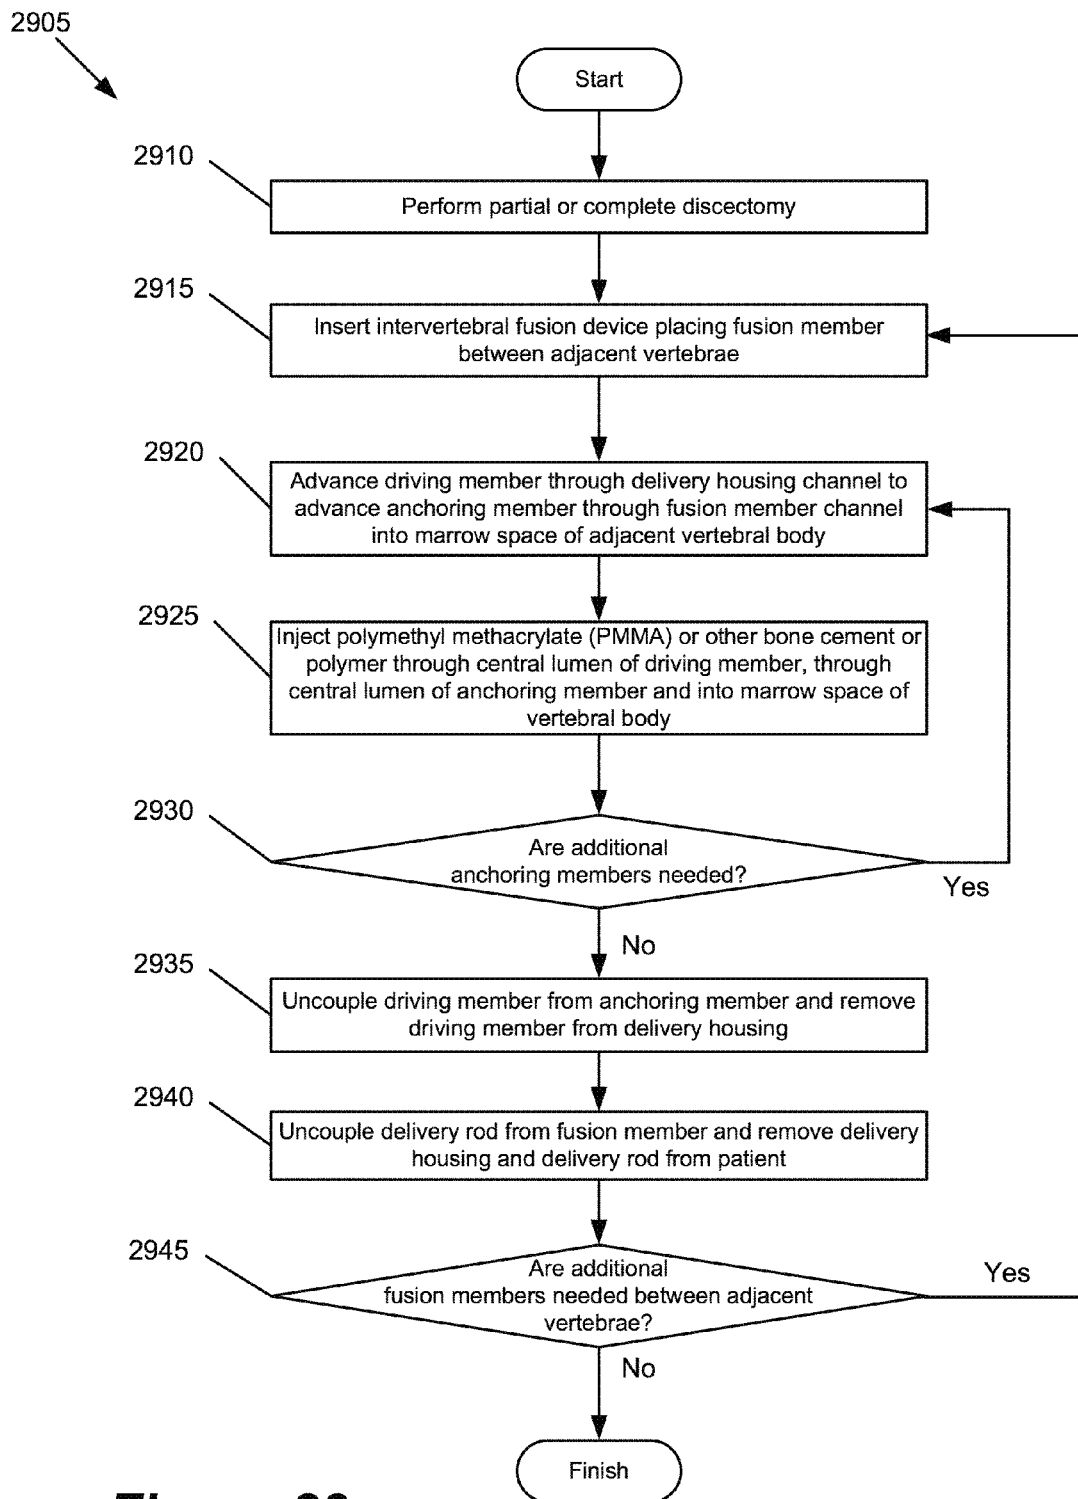 2905
Start
2910
Perform partial or complete discectomy
2915
Insert intervertebral fusion device placing fusion member
between adjacent vertebrae
2920
Advance driving member through delivery housing channel to
advance anchoring member through fusion member channel
into marrow space of adjacent vertebral body
2925
Inject polymethyl methacrylate (PMMA) or other bone cement or
polymer through central lumen of driving member, through
central lumen of anchoring member and into marrow space of
vertebral body
2930
Are additional
anchoring members needed?
Yes
No
2935
Uncouple driving member from anchoring member and remove
driving member from delivery housing
2940
Uncouple delivery rod from fusion member and remove delivery
housing and delivery rod from patient
2945
Are additional
fusion members needed between adjacent
vertebrae?
Yes
No
Finish